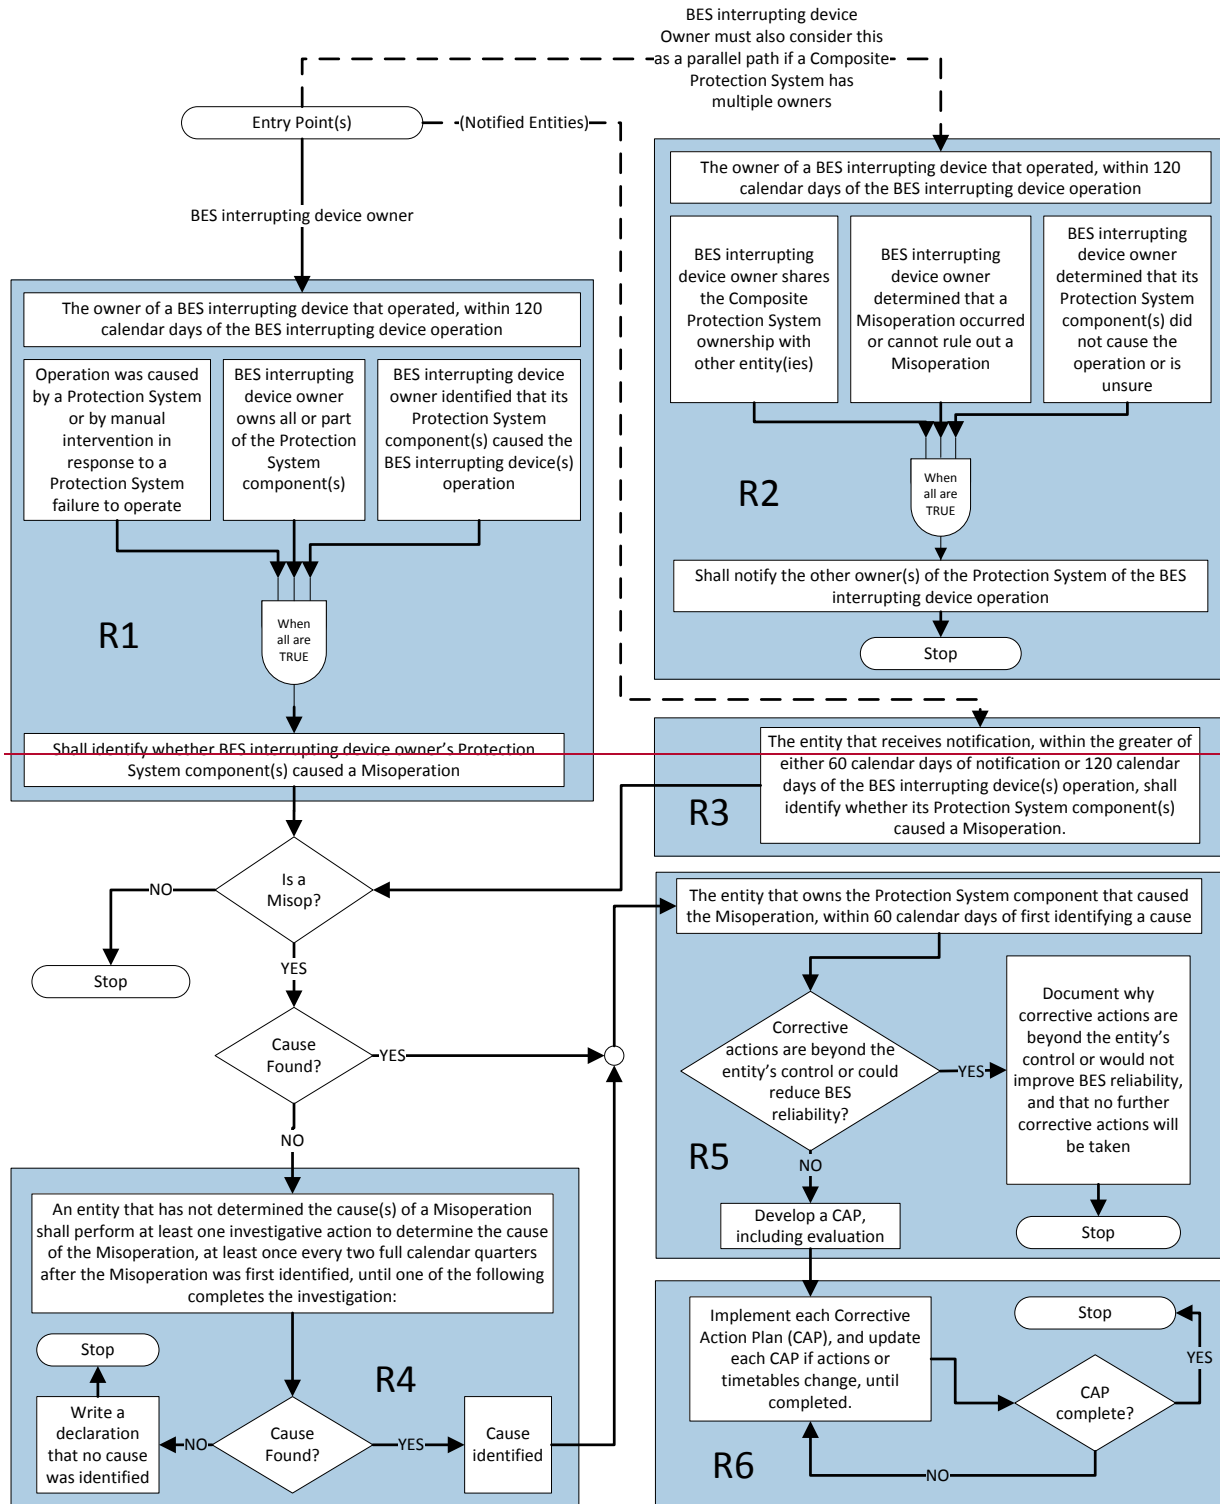 BES interrupting device
Owner must also consider this
as a parallel path if a Composite
Protection System has
multiple owners
Entry Point(s)
(Notified Entities)
BES interrupting device owner
The owner of a BES interrupting device that operated, within 120
calendar days of the BES interrupting device operation
BES interrupting
device owner shares
the Composite
Protection System
ownership with
other entity(ies)
BES interrupting
device owner
determined that a
Misoperation occurred
or cannot rule out a
Misoperation
BES interrupting
device owner
determined that its
Protection System
component(s) did
not cause the
operation or is
unsure
R2
When
all are
TRUE
Shall notify the other owner(s) of the Protection System of the BES
interrupting device operation
Stop
The owner of a BES interrupting device that operated, within 120
calendar days of the BES interrupting device operation
Operation was caused
by a Protection System
or by manual
intervention in
response to a
Protection System
failure to operate
BES interrupting
device owner
owns all or part
of the Protection
System
component(s)
BES interrupting device
owner identified that its
Protection System
component(s) caused the
BES interrupting device(s)
operation
R1
When
all are
TRUE
Shall identify whether BES interrupting device owner's Protection
System component(s) caused a Misoperation
The entity that receives notification, within the greater of
either 60 calendar days of notification or 120 calendar
days of the BES interrupting device(s) operation, shall
identify whether its Protection System component(s)
caused a Misoperation.
R3
Is a
Misop?
NO
Stop
YES
Cause
Found?
YES
NO
The entity that owns the Protection System component that caused
the Misoperation, within 60 calendar days of first identifying a cause
Corrective
actions are beyond the
entity's control or could
reduce BES
reliability?
YES
Document why
corrective actions are
beyond the entity's
control or would not
improve BES reliability,
and that no further
corrective actions will
be taken
R5
NO
Develop a CAP,
including evaluation
Stop
An entity that has not determined the cause(s) of a Misoperation
shall perform at least one investigative action to determine the cause
of the Misoperation, at least once every two full calendar quarters
after the Misoperation was first identified, until one of the following
completes the investigation:
Stop
R4
Write a
declaration
that no cause
was identified
NO
Cause
Found?
YES
Cause
identified
Implement each Corrective
Action Plan (CAP), and update
each CAP if actions or
timetables change, until
completed.
Stop
YES
CAP
complete?
R6
NO